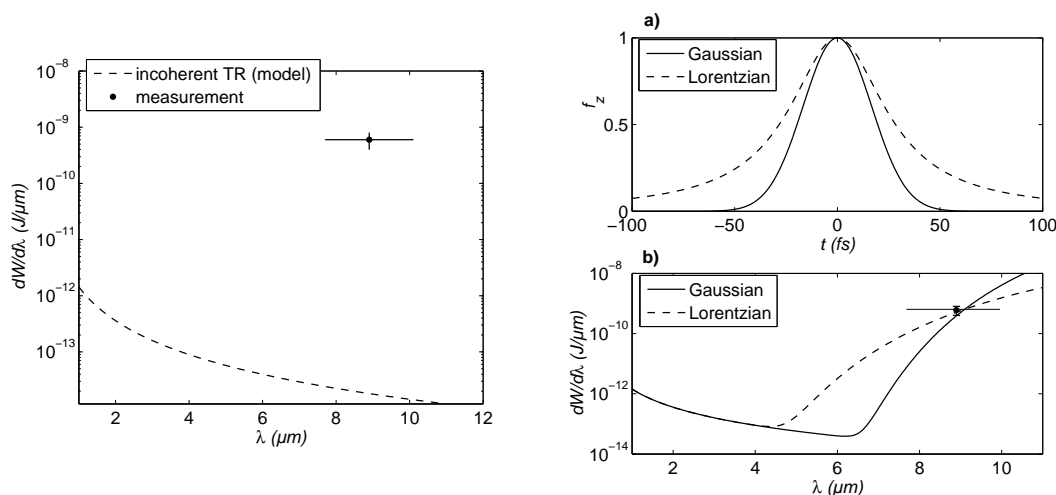 10⁻⁸
10⁻⁹
10⁻¹⁰
10⁻¹¹
10⁻¹²
10⁻¹³
dW/dλ (J/μm)
incoherent TR (model)
measurement
2 4 6 8 10 12
λ (μm)
a)
Gaussian
Lorentzian
1
0.5
0
f_z
−100 −50 0 50 100
t (fs)
b)
Gaussian
Lorentzian
10⁻⁸
10⁻¹⁰
10⁻¹²
10⁻¹⁴
dW/dλ (J/μm)
2 4 6 8 10
λ (μm)